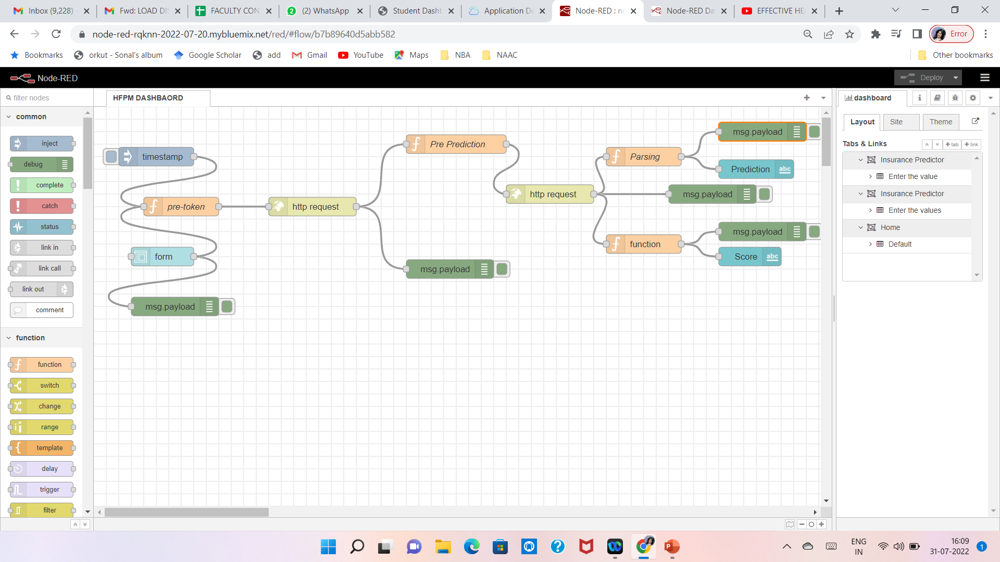 Inbox (9,228) -
Fwd: LOAD DIS
FACULTY CON
(2) WhatsApp
Student Dashb
Application De
Node-RED : no
Node-RED Da
EFFECTIVE HEA
node-red-rqknn-2022-07-20.mybluemix.net/red/#flow/b7b89640d5abb582
Error
Bookmarks
orkut - Sonal's album
Google Scholar
add
Gmail
YouTube
Maps
NBA
NAAC
Other bookmarks
Node-RED
Deploy
filter nodes
HFPM DASHBAORD
dashboard
common
inject
debug
complete
catch
status
link in
link call
link out
comment
function
function
switch
change
range
template
delay
trigger
filter
timestamp
pre-token
form
msg.payload
http request
Pre Prediction
msg.payload
http request
Parsing
msg.payload
Prediction
msg.payload
function
msg.payload
Score
abc
abc
Layout
Site
Theme
Tabs & Links
tab
link
Insurance Predictor
Enter the value
Insurance Predictor
Enter the values
Home
Default
ENG
IN
16:09
31-07-2022
1